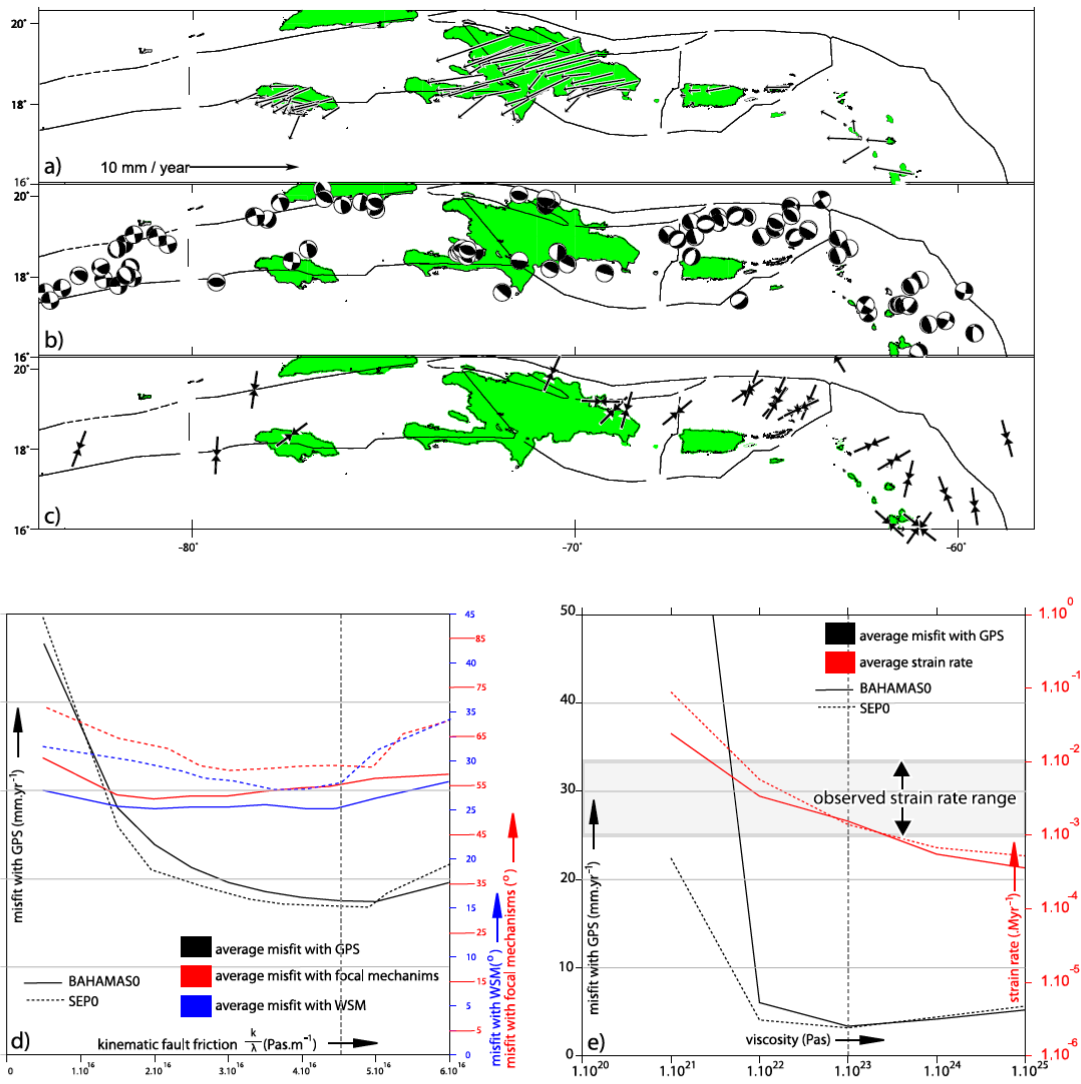 20˚
18˚
a)
10 mm / year
16˚
20˚
18˚
b)
16˚
20˚
18˚
c)
16˚
-80˚
-70˚
-60˚
misfit with GPS (mm.yr⁻¹)
45
40
35
30
25
20
15
10
5
0
misfit with WSM(°)
85
75
65
55
45
35
25
15
5
misfit with focal mechanisms (°)
average misfit with GPS
average misfit with focal mechanims
average misfit with WSM
BAHAMAS0
SEP0
d)
kinematic fault friction k/λ (Pas.m⁻¹)
0 1.10¹⁶ 2.10¹⁶ 3.10¹⁶ 4.10¹⁶ 5.10¹⁶ 6.10¹⁶
50
40
30
20
10
0
misfit with GPS (mm.yr⁻¹)
average misfit with GPS
average strain rate
BAHAMAS0
SEP0
observed strain rate range
1.10⁰
1.10⁻¹
1.10⁻²
1.10⁻³
1.10⁻⁴
1.10⁻⁵
1.10⁻⁶
strain rate (.Myr⁻¹)
e)
viscosity (Pas)
1.10²⁰ 1.10²¹ 1.10²² 1.10²³ 1.10²⁴ 1.10²⁵